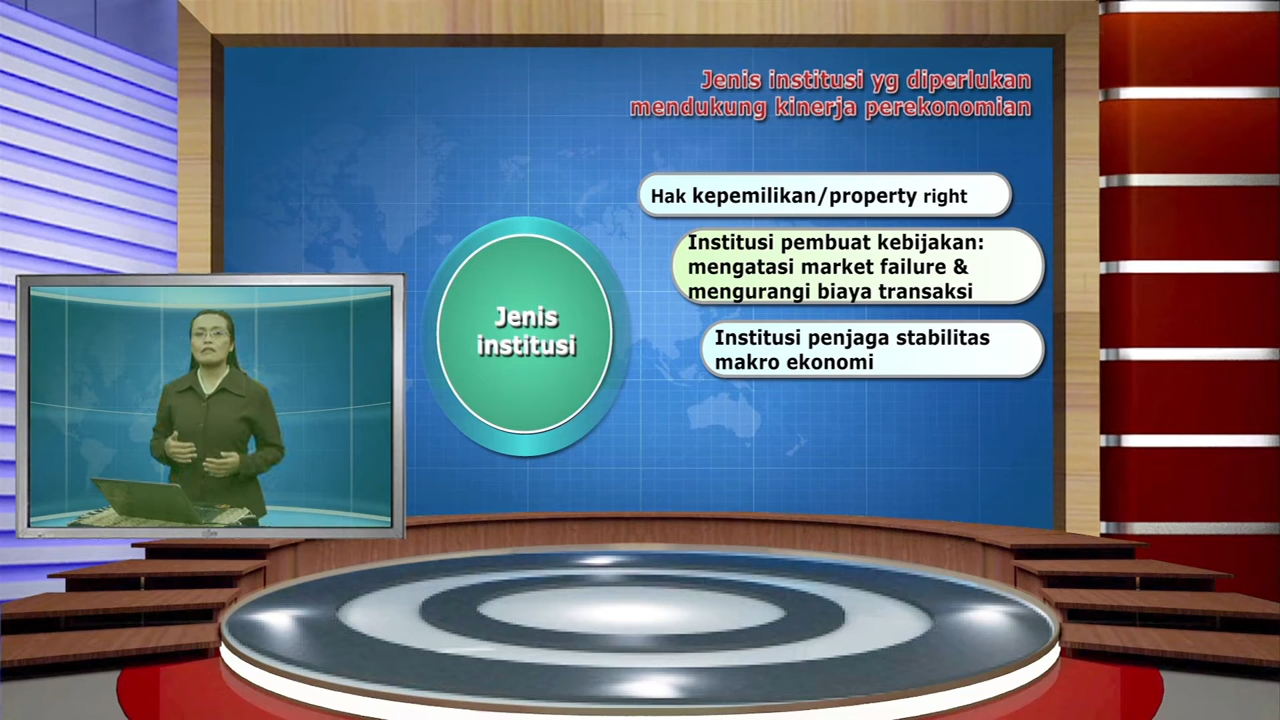 Jenis institusi yg diperlukan
mendukung kinerja perekonomian
Hak kepemilikan/property right
Institusi pembuat kebijakan:
mengatasi market failure &
mengurangi biaya transaksi
Jenis
institusi
Institusi penjaga stabilitas
makro ekonomi